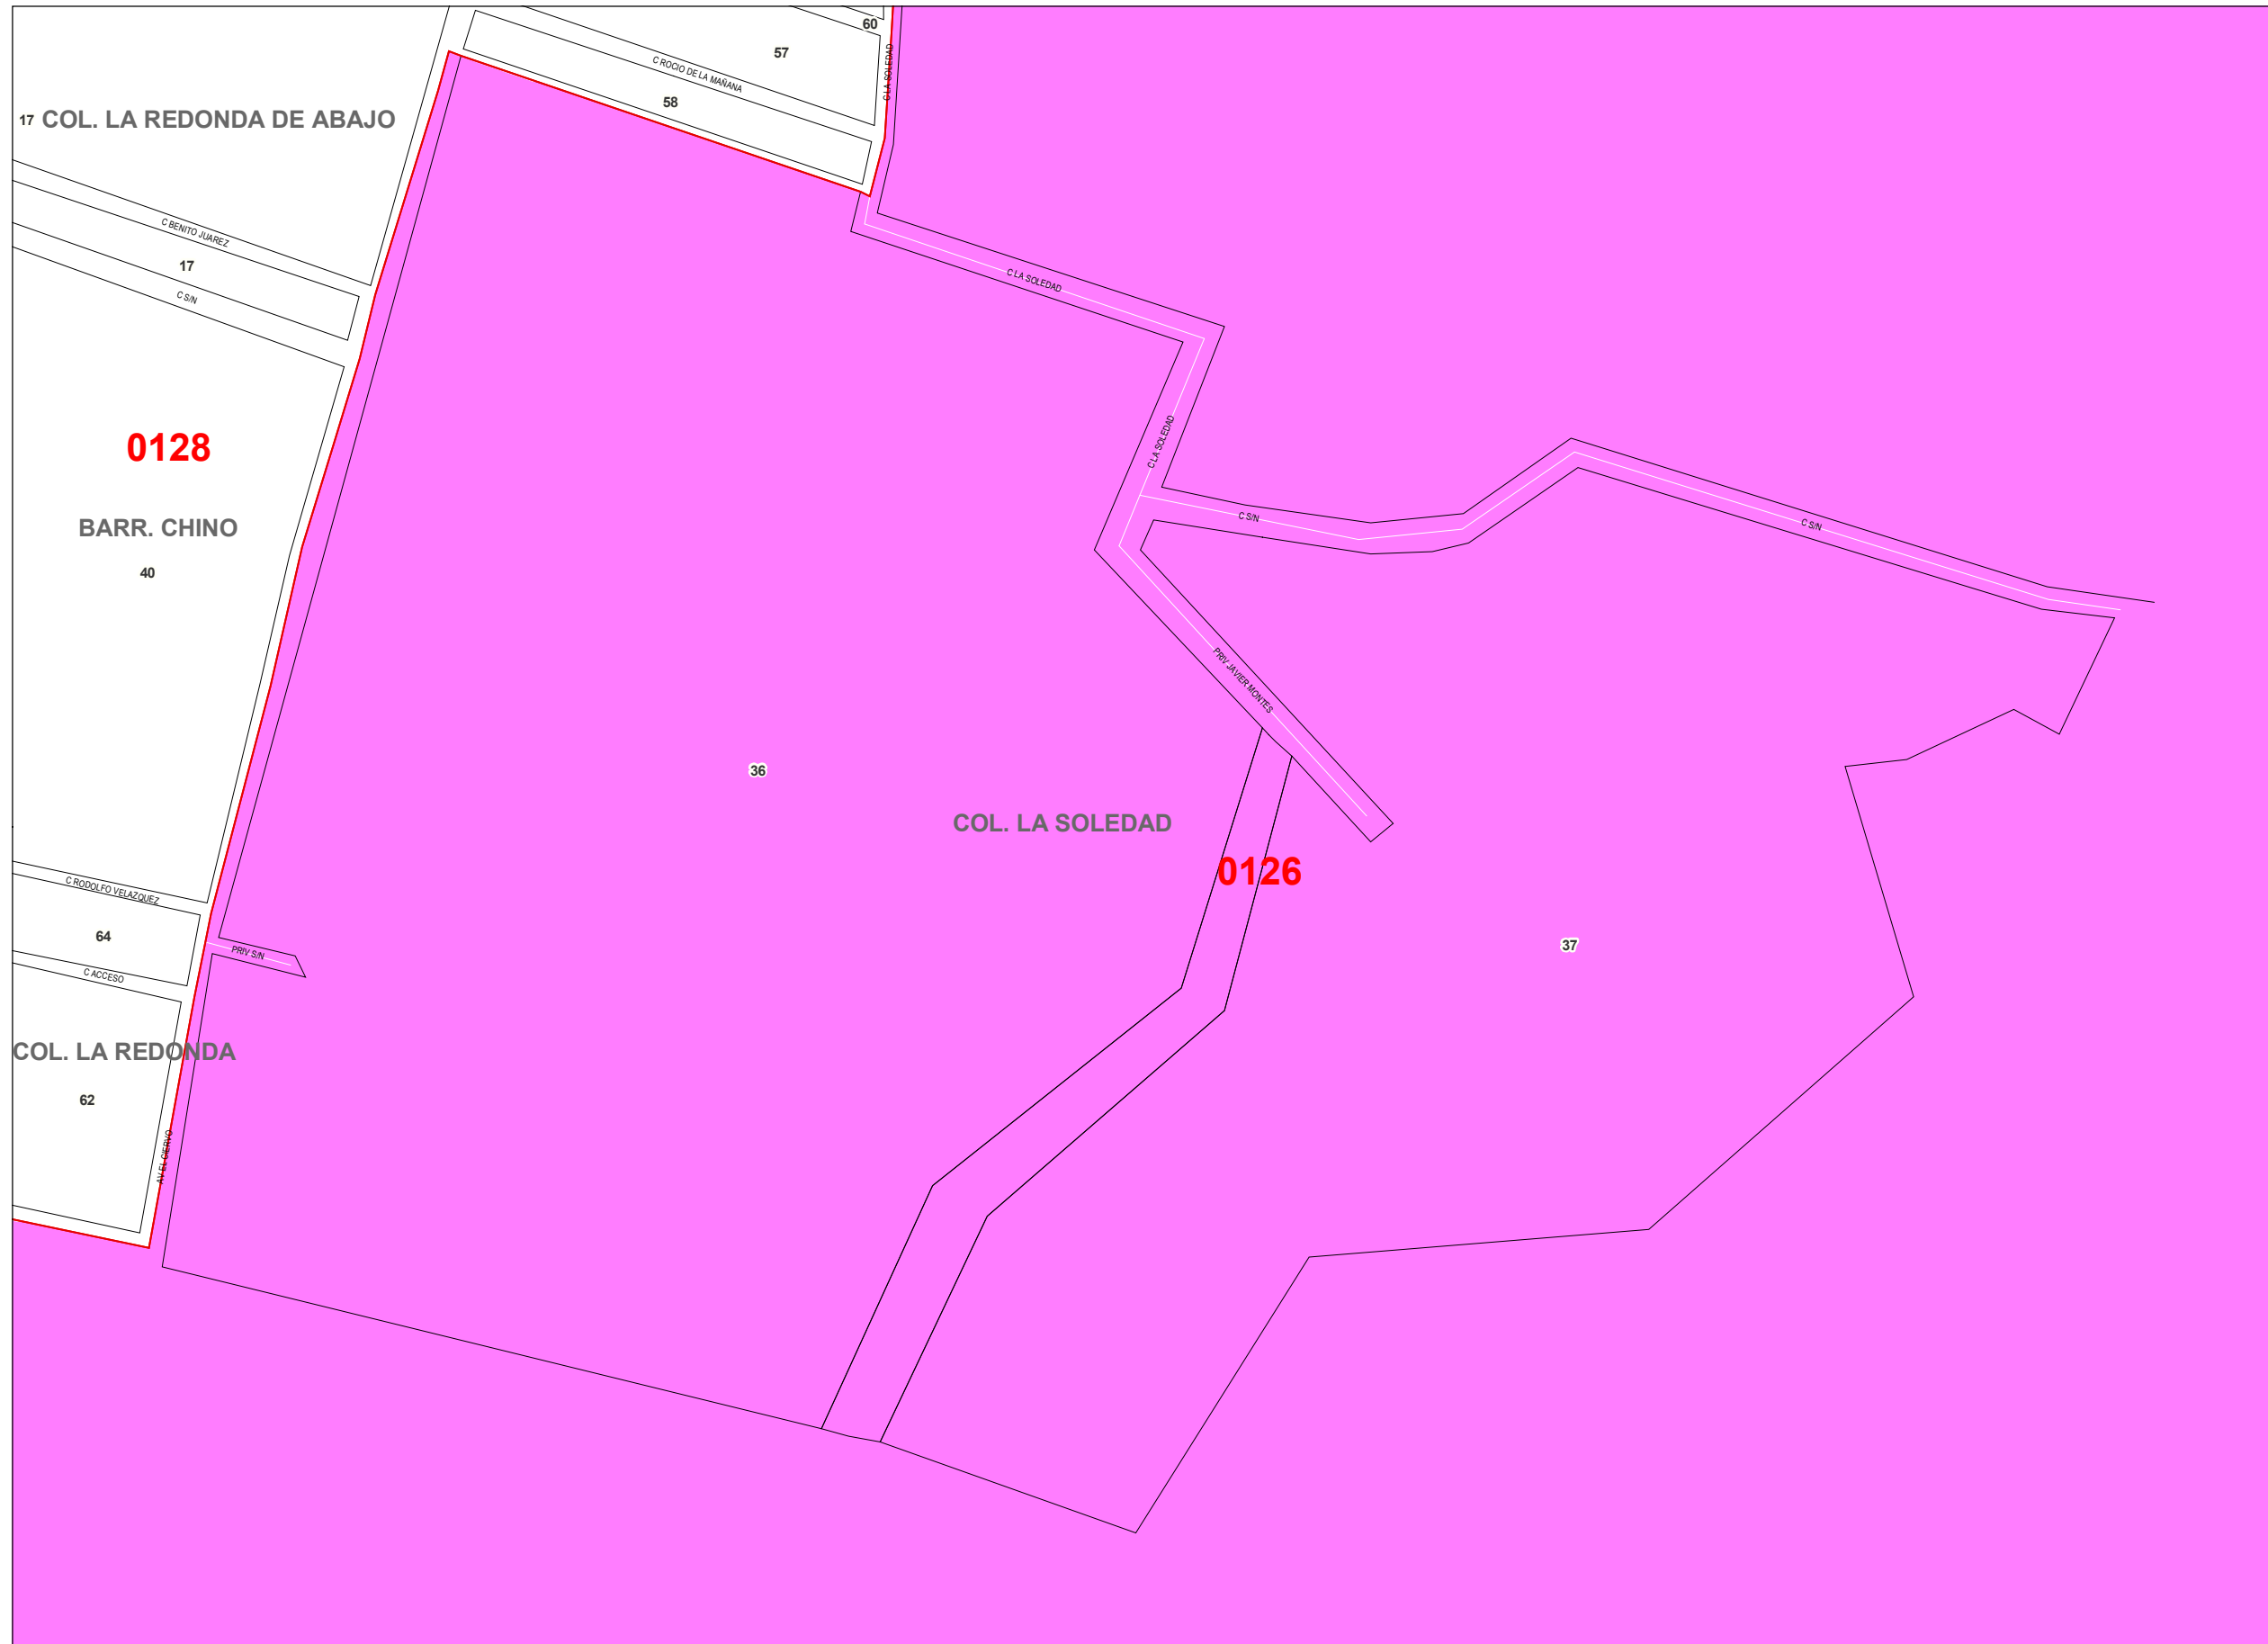 60
57
C ROCIO DE LA MAÑANA
C LA SOLEDAD
58
17 COL. LA REDONDA DE ABAJO
C BENITO JUAREZ
17
C S/N
C LA SOLEDAD
0128
C LA SOLEDAD
BARR. CHINO
C S/N
C S/N
40
PRIV JAVIER MONTES
36
COL. LA SOLEDAD
0126
C RODOLFO VELAZQUEZ
64
37
PRIV S/N
C ACCESO
COL. LA REDONDA
62
AV EL CIERVO